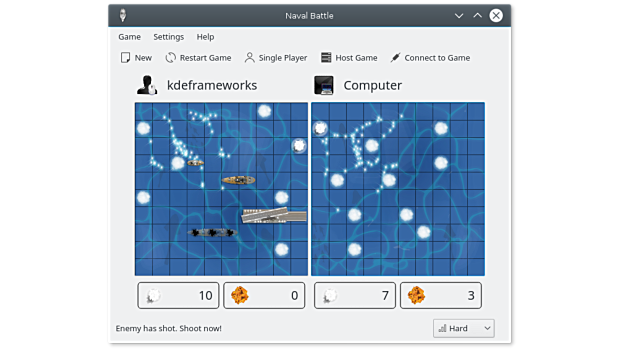 Naval Battle
Game Settings Help
New Restart Game Single Player Host Game Connect to Game
kdeframeworks Computer
10 0 7 3
Enemy has shot. Shoot now! Hard